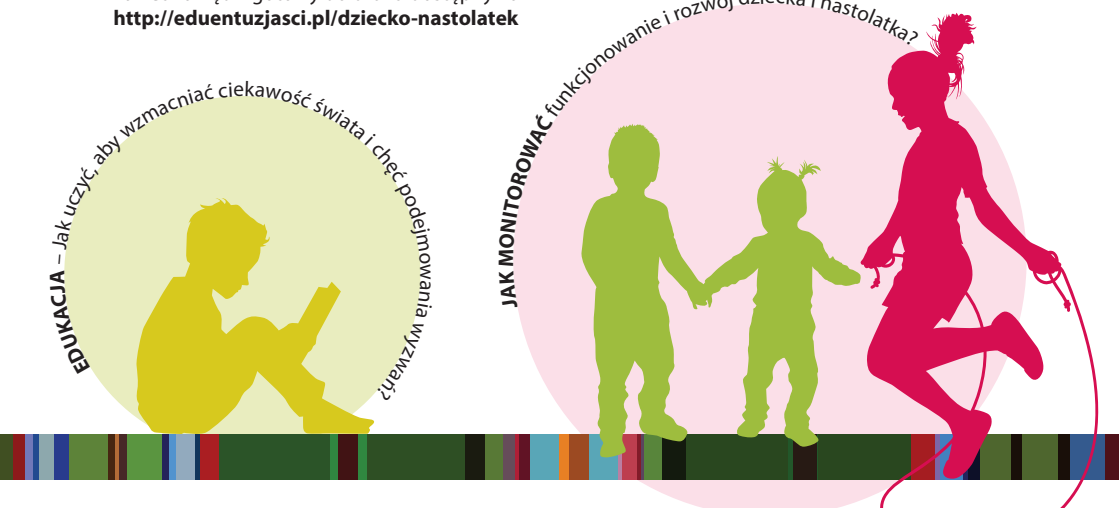 http://eduentuzjasci.pl/dziecko-nastolatek
EDUKACJA – Jak uczyć, aby wzmacniać ciekawość świata i chęć podejmowania wyzwań?
JAK MONITOROWAĆ funkcjonowanie i rozwój dziecka i nastolatka?